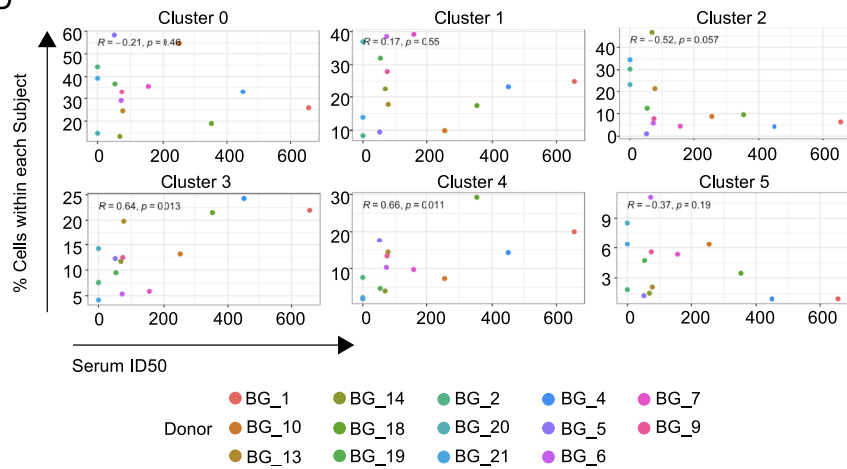 Cluster 0 Cluster 1 Cluster 2
R = −0.21, p = 0.46 R = 0.17, p = 0.55 R = −0.52, p = 0.057
60 50 40 30 20
40 30 20 10
40 30 20 10 0
0 200 400 600 0 200 400 600 0 200 400 600
Cluster 3 Cluster 4 Cluster 5
R = 0.64, p = 0.013 R = 0.66, p = 0.011 R = −0.37, p = 0.19
25 20 15 10 5
30 20 10
9 6 3
0 200 400 600 0 200 400 600 0 200 400 600
% Cells within each Subject
Serum ID50
Donor
BG_1 BG_14 BG_2 BG_4 BG_7
BG_10 BG_18 BG_20 BG_5 BG_9
BG_13 BG_19 BG_21 BG_6